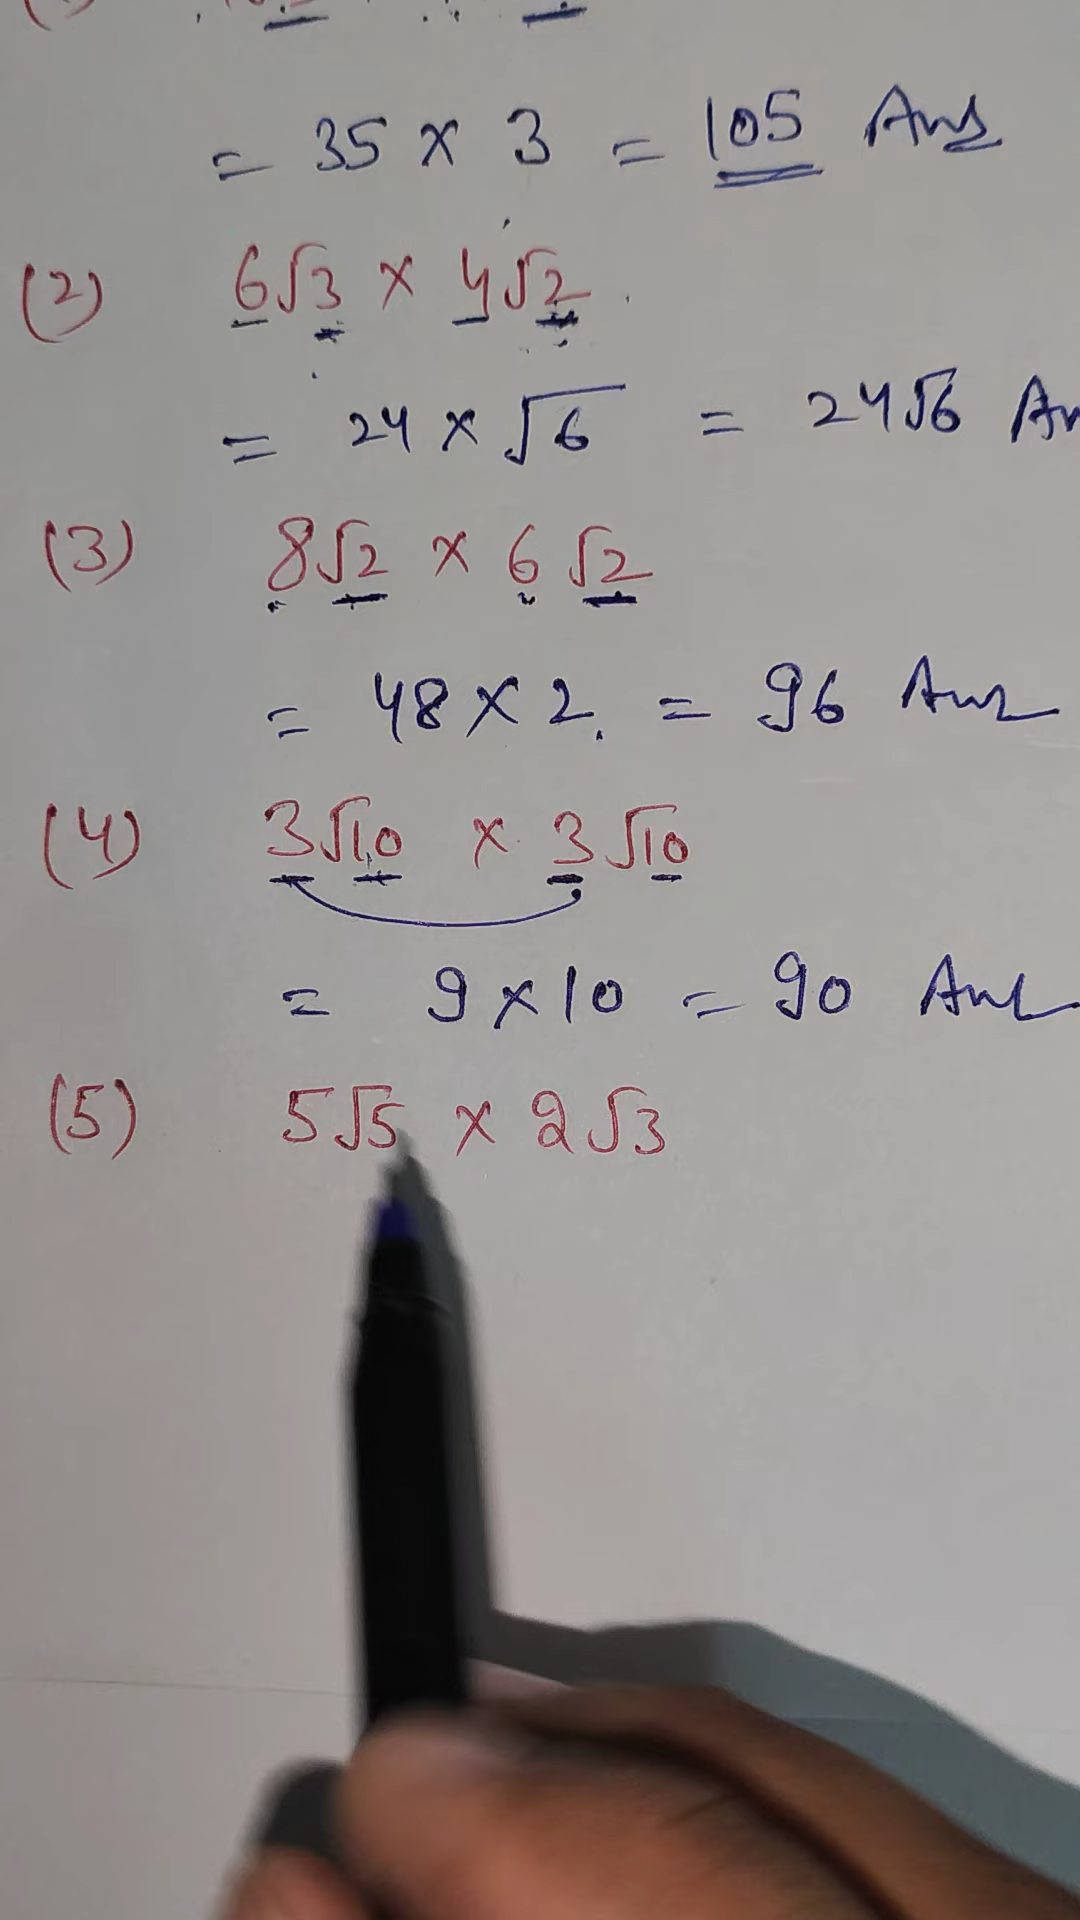 = 35 × 3 = 105 Ans
(2) 6√3 × 4√2
= 24 × √6 = 24√6 An
(3) 8√2 × 6√2
= 48 × 2 = 96 Ans
(4) 3√10 × 3√10
= 9 × 10 = 90 Ans
(5) 5√5 × 2√3